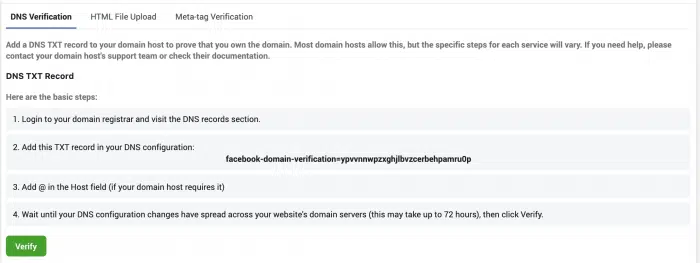 DNS Verification
HTML File Upload
Meta-tag Verification
Add a DNS TXT record to your domain host to prove that you own the domain. Most domain hosts allow this, but the specific steps for each service will vary. If you need help, please
contact your domain host's support team or check their documentation.
DNS TXT Record
Here are the basic steps:
1. Login to your domain registrar and visit the DNS records section.
2. Add this TXT record in your DNS configuration:
facebook-domain-verification=ypvvnnwpzxghjlbvzcerbehpamru0p
3. Add @ in the Host field (if your domain host requires it)
4. Wait until your DNS configuration changes have spread across your website's domain servers (this may take up to 72 hours), then click Verify.
Verify